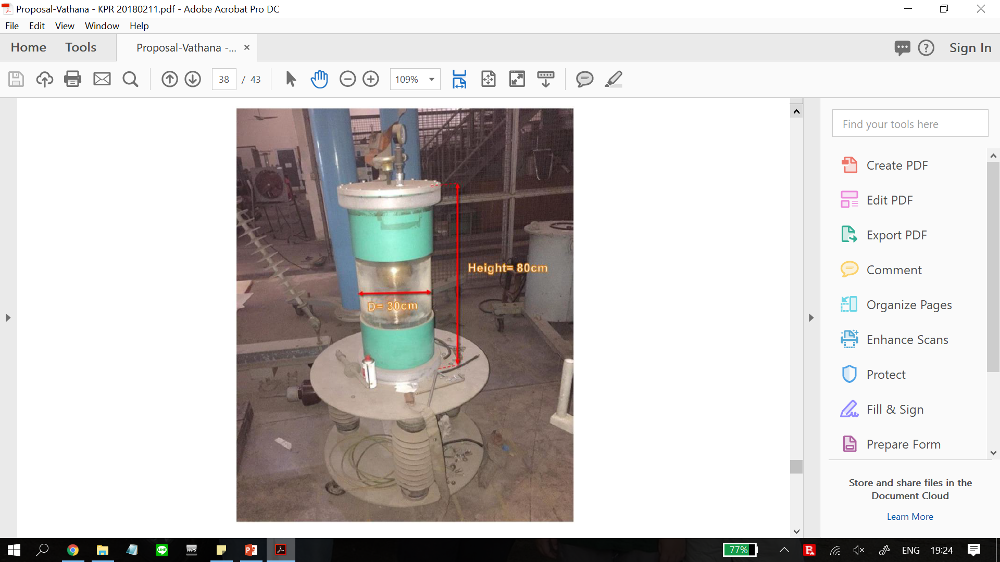 Proposal-Vathana - KPR 20180211.pdf - Adobe Acrobat Pro DC
File Edit View Window Help
Home Tools Proposal-Vathana -... × Sign In
38 / 43 109%
Find your tools here
Create PDF
Edit PDF
Export PDF
Comment
Organize Pages
Enhance Scans
Protect
Fill & Sign
Prepare Form
Store and share files in the
Document Cloud
Learn More
Height= 80cm
D= 30cm
LINE WPS 77% ENG 19:24